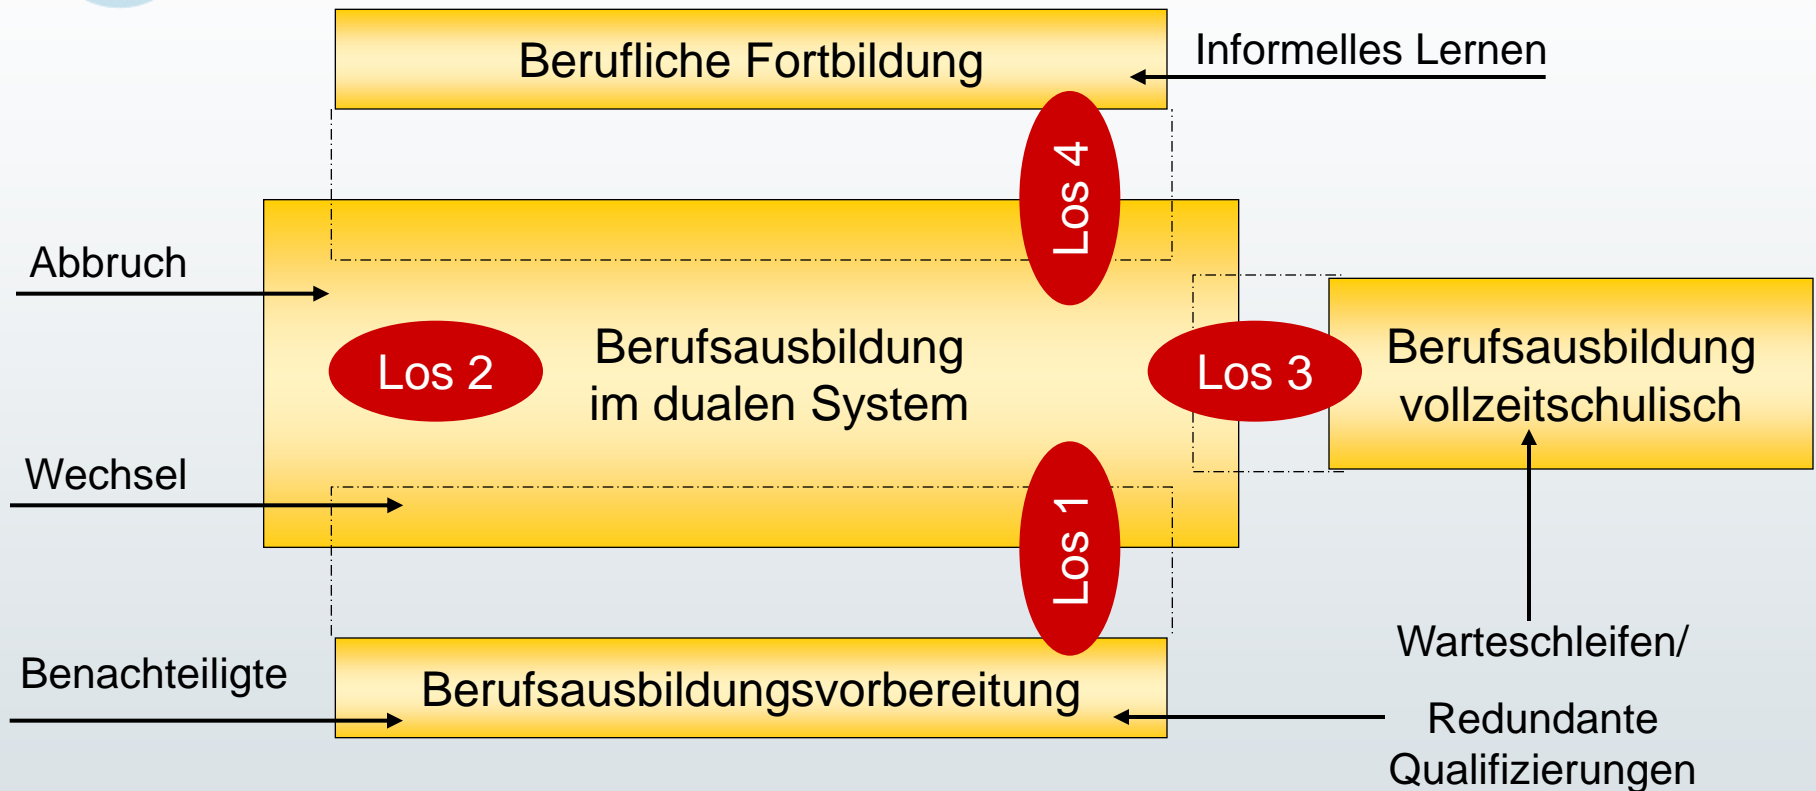 Berufliche Fortbildung
Informelles Lernen
Los 4
Abbruch
Los 2
Berufsausbildung
im dualen System
Los 3
Berufsausbildung
vollzeitschulisch
Wechsel
Los 1
Benachteiligte
Berufsausbildungsvorbereitung
Warteschleifen/
Redundante
Qualifizierungen